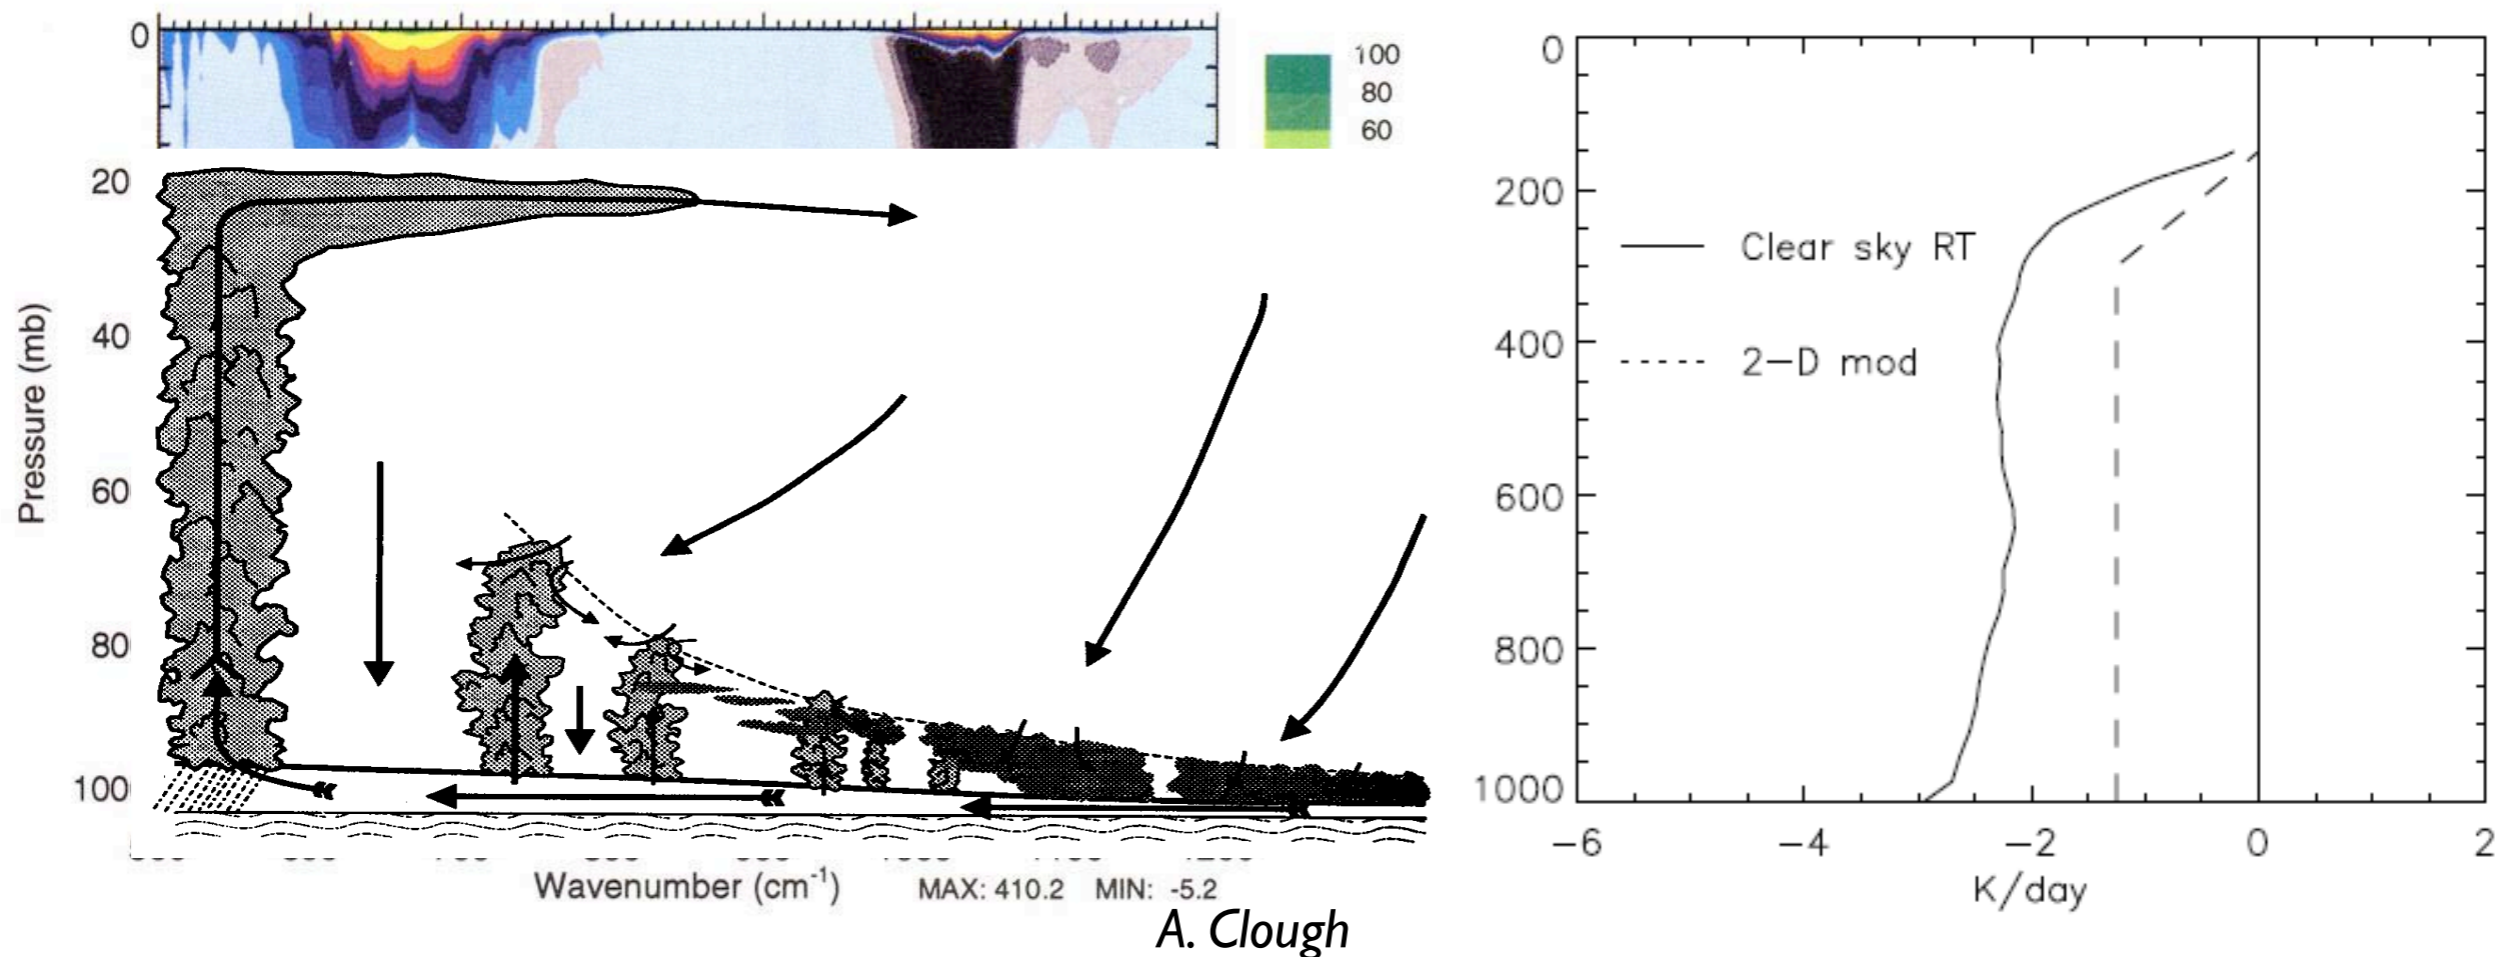 0
20
40
60
80
100
Pressure (mb)
Wavenumber (cm-1)
MAX: 410.2 MIN: -5.2
A. Clough
100
80
60
0
200
400
600
800
1000
Clear sky RT
2-D mod
-6
-4
-2
0
2
K/day